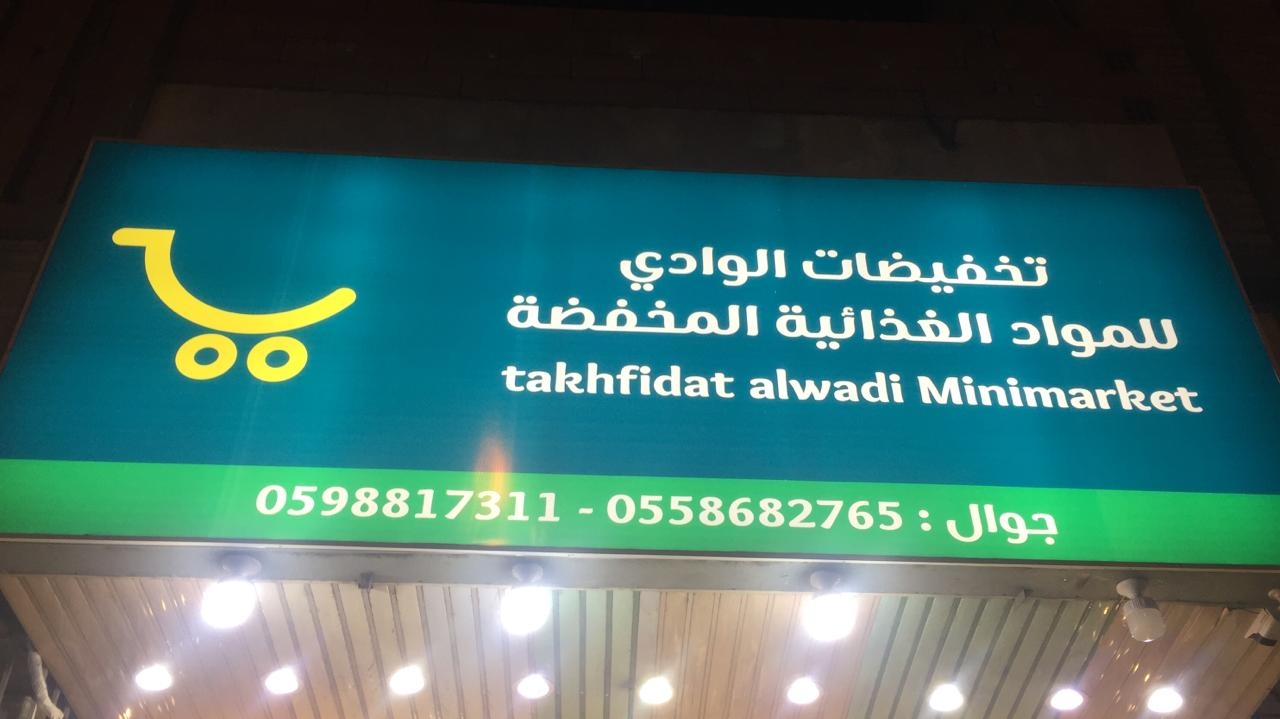 تخفيضات الوادي
للمواد الغذائية المخفضة
takhfidat alwadi Minimarket
جوال : 0558682765 - 0598817311